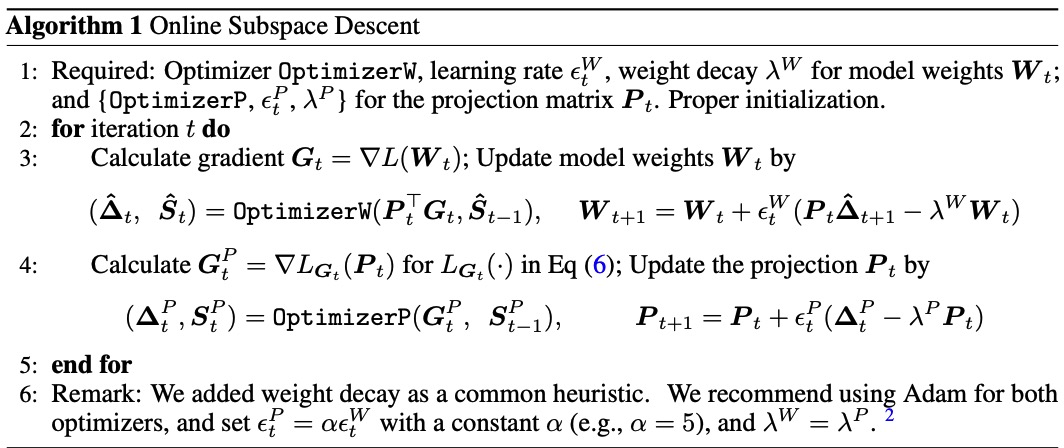 Algorithm 1 Online Subspace Descent
1: Required: Optimizer OptimizerW, learning rate $\epsilon_t^W$, weight decay $\lambda^W$ for model weights $\boldsymbol{W}_t$;
and {OptimizerP, $\epsilon_t^P$, $\lambda^P$} for the projection matrix $\boldsymbol{P}_t$. Proper initialization.
2: for iteration $t$ do
3: Calculate gradient $\boldsymbol{G}_t = \nabla L(\boldsymbol{W}_t)$; Update model weights $\boldsymbol{W}_t$ by
$(\hat{\boldsymbol{\Delta}}_t, \ \hat{\boldsymbol{S}}_t) = \texttt{OptimizerW}(\boldsymbol{P}_t^\top \boldsymbol{G}_t, \hat{\boldsymbol{S}}_{t-1}), \quad \boldsymbol{W}_{t+1} = \boldsymbol{W}_t + \epsilon_t^W (\boldsymbol{P}_t \hat{\boldsymbol{\Delta}}_{t+1} - \lambda^W \boldsymbol{W}_t)$
4: Calculate $\boldsymbol{G}_t^P = \nabla L_{\boldsymbol{G}_t}(\boldsymbol{P}_t)$ for $L_{\boldsymbol{G}_t}(\cdot)$ in Eq (6); Update the projection $\boldsymbol{P}_t$ by
$(\boldsymbol{\Delta}_t^P, \boldsymbol{S}_t^P) = \texttt{OptimizerP}(\boldsymbol{G}_t^P, \ \boldsymbol{S}_{t-1}^P), \quad \boldsymbol{P}_{t+1} = \boldsymbol{P}_t + \epsilon_t^P (\boldsymbol{\Delta}_t^P - \lambda^P \boldsymbol{P}_t)$
5: end for
6: Remark: We added weight decay as a common heuristic. We recommend using Adam for both
optimizers, and set $\epsilon_t^P = \alpha \epsilon_t^W$ with a constant $\alpha$ (e.g., $\alpha = 5$), and $\lambda^W = \lambda^P$. $^2$